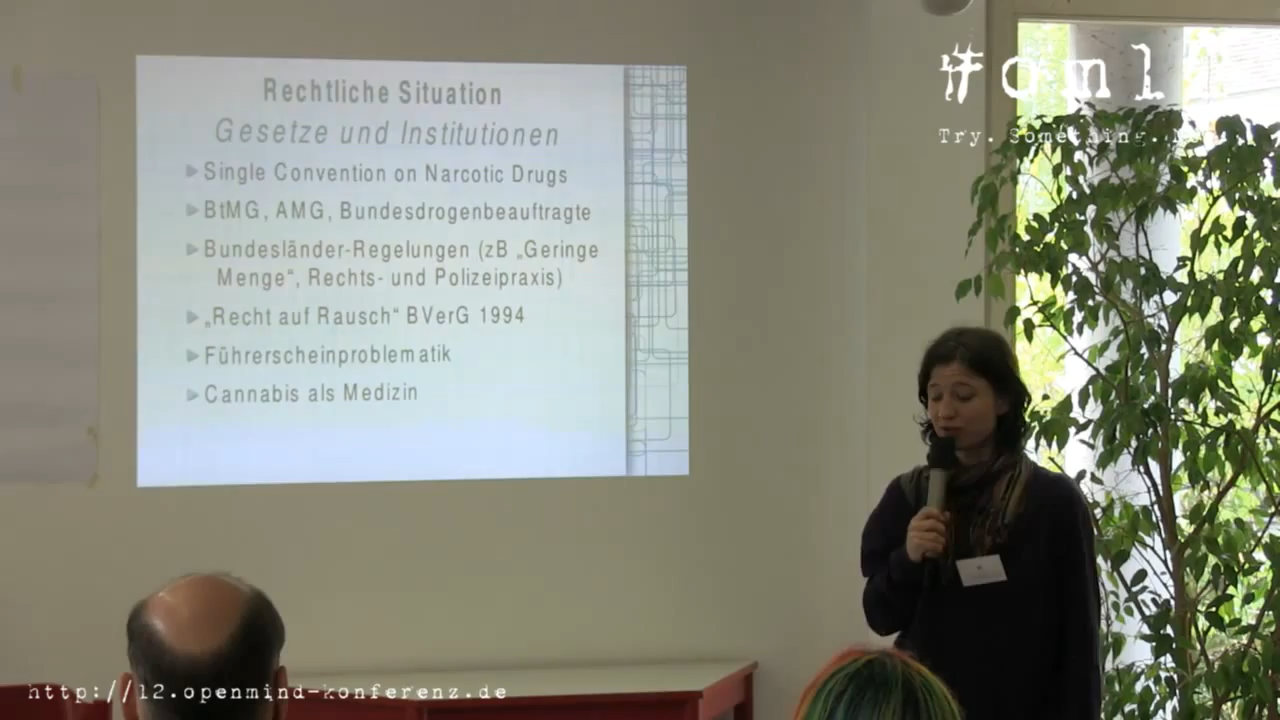 Rechtliche Situation
Gesetze und Institutionen
Single Convention on Narcotic Drugs
BtMG, AMG, Bundesdrogenbeauftragte
Bundesländer-Regelungen (zB „Geringe
Menge“, Rechts- und Polizeipraxis)
„Recht auf Rausch“ BVerG 1994
Führerscheinproblematik
Cannabis als Medizin
Try. Something.
http://12.openmind-konferenz.de